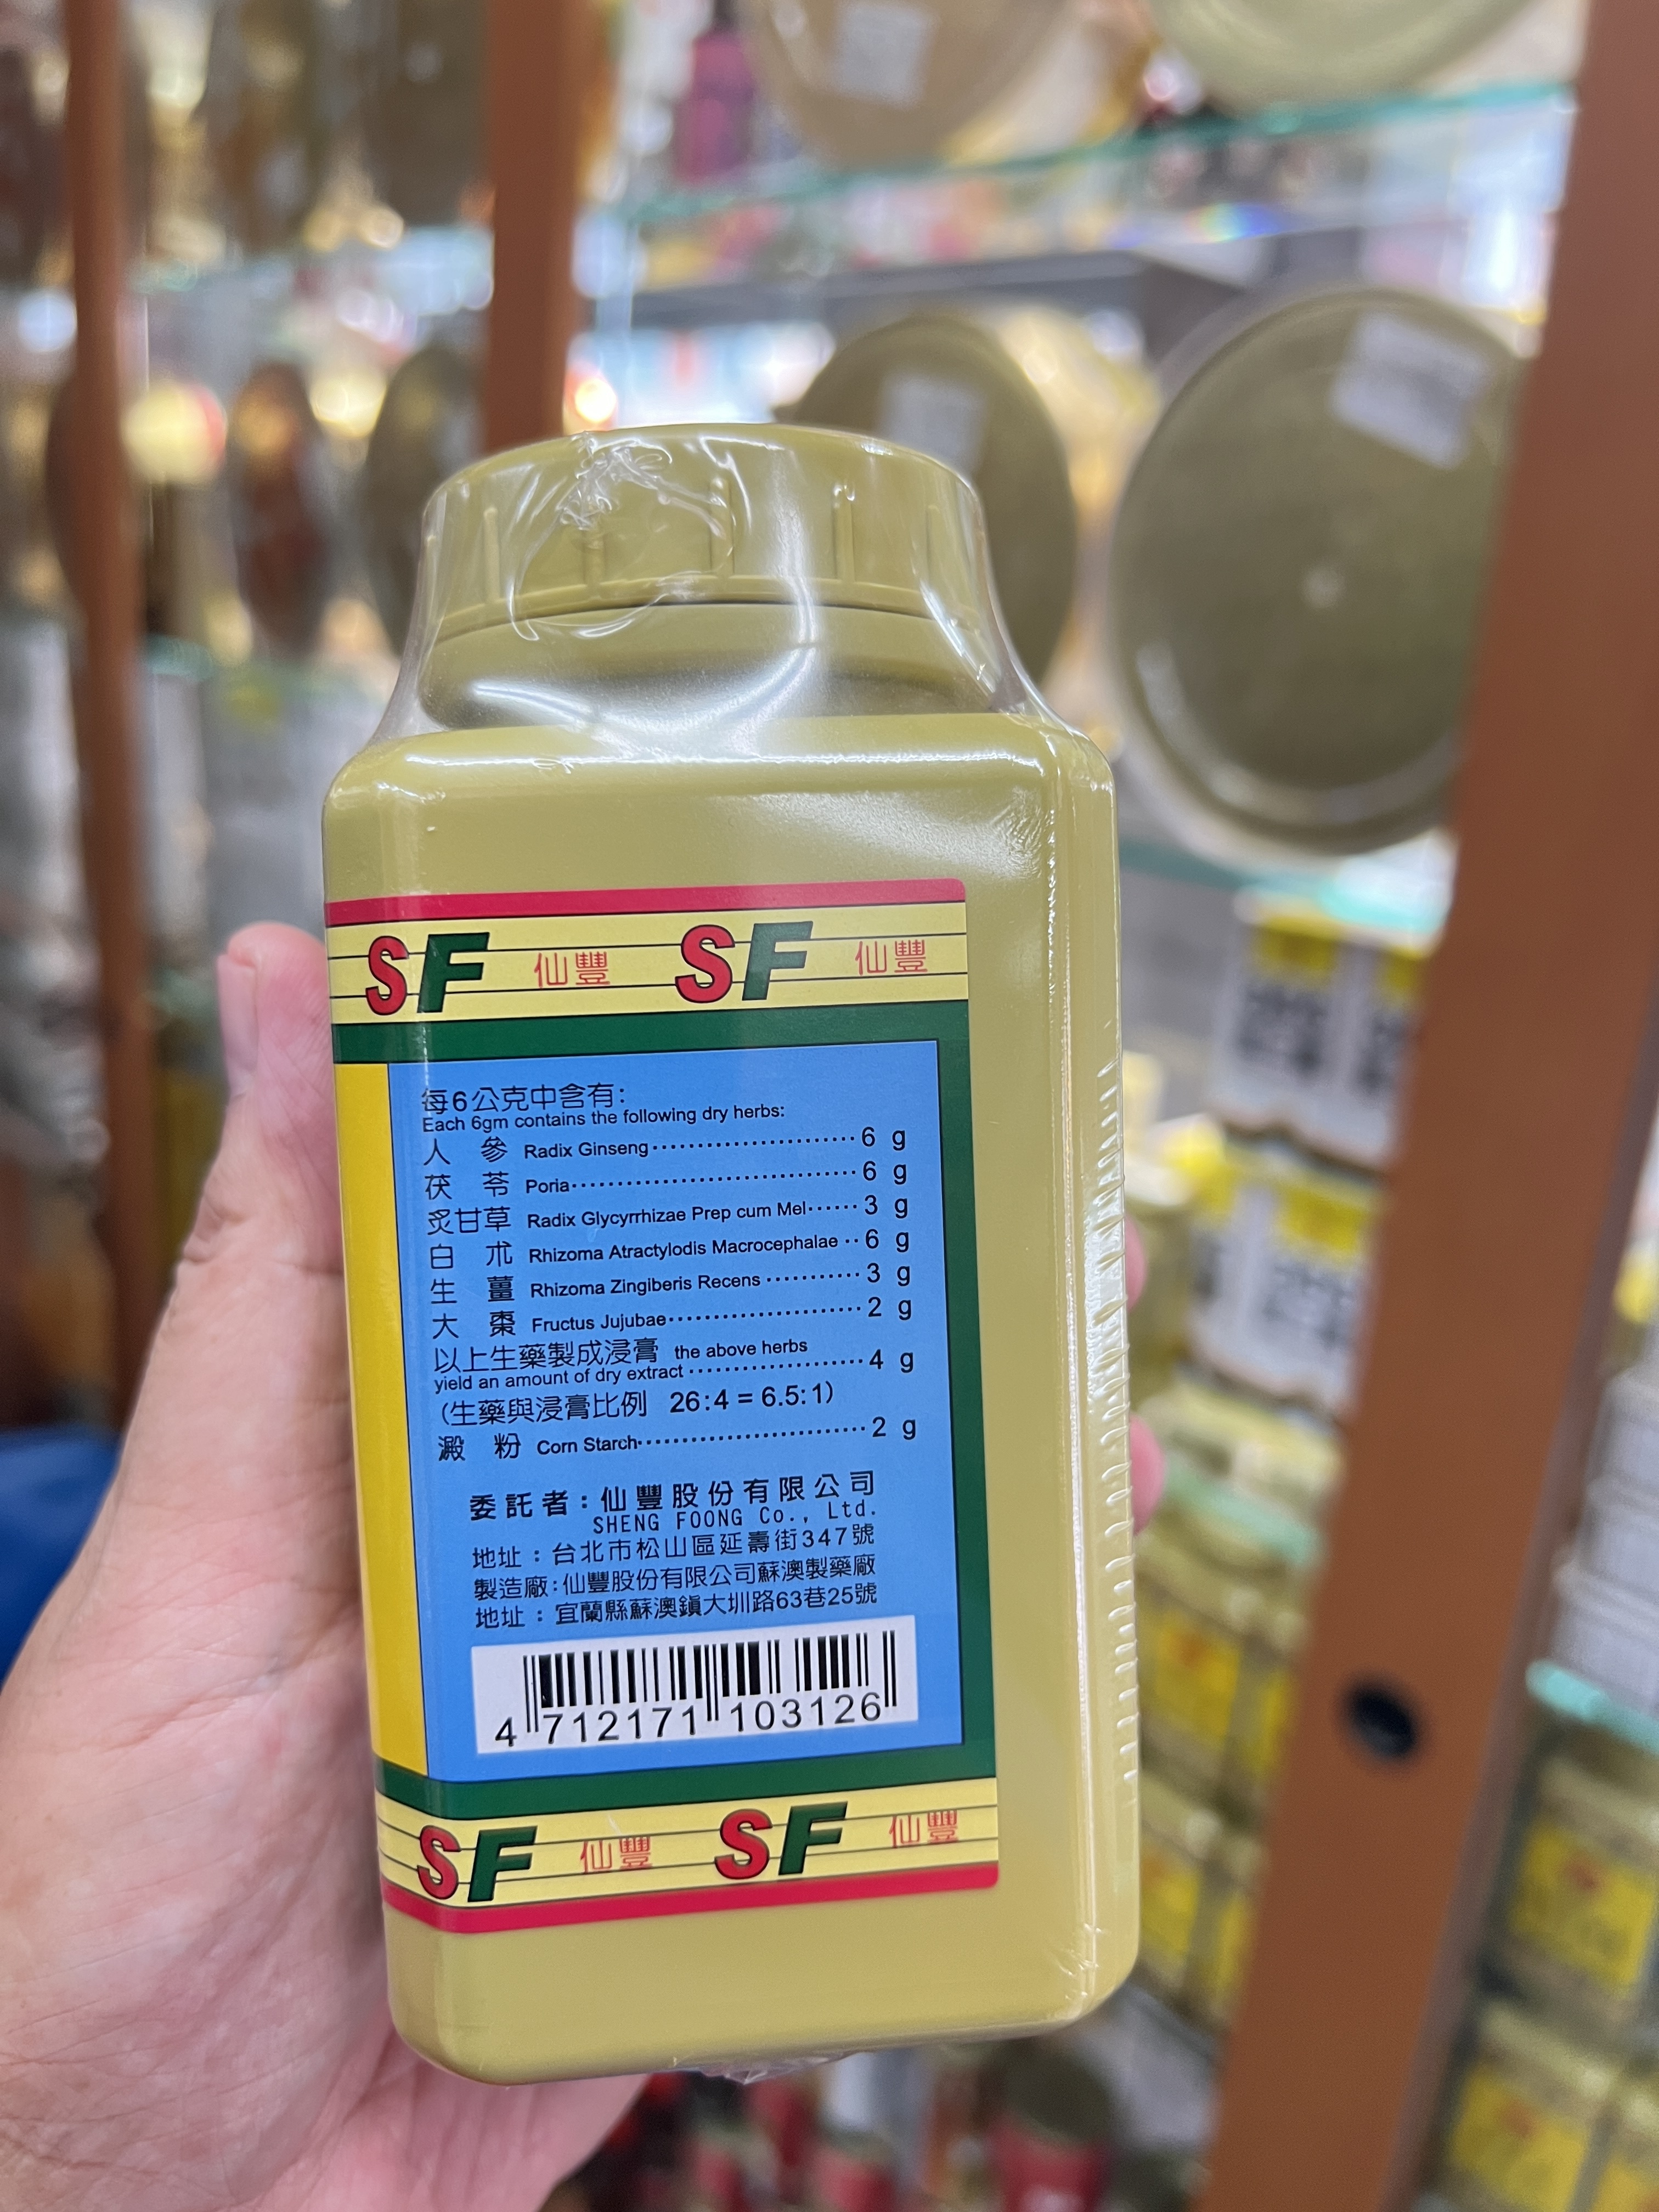 SF 仙豐 SF 仙豐
每6公克中含有:
Each 6gm contains the following dry herbs:
人 參 Radix Ginseng 6 g
茯 苓 Poria 6 g
炙甘草 Radix Glycyrrhizae Prep cum Mel 3 g
白 朮 Rhizoma Atractylodis Macrocephalae 6 g
生 薑 Rhizoma Zingiberis Recens 3 g
大 棗 Fructus Jujubae 2 g
以上生藥製成浸膏 the above herbs
yield an amount of dry extract 4 g
(生藥與浸膏比例 26:4=6.5:1)
澱 粉 Corn Starch 2 g
委託者:仙豐股份有限公司
SHENG FOONG Co., Ltd.
地址:台北市松山區延壽街347號
製造廠:仙豐股份有限公司蘇澳製藥廠
地址:宜蘭縣蘇澳鎮大圳路63巷25號
4 712171 103126
SF 仙豐 SF 仙豐